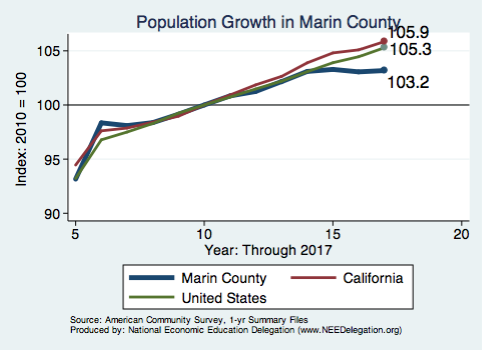 Population Growth in Marin County
105.9
105.3
103.2
Index: 2010 = 100
105
100
95
90
5
10
15
20
Year: Through 2017
Marin County
California
United States
Source: American Community Survey, 1-yr Summary Files
Produced by: National Economic Education Delegation (www.NEEDelegation.org)